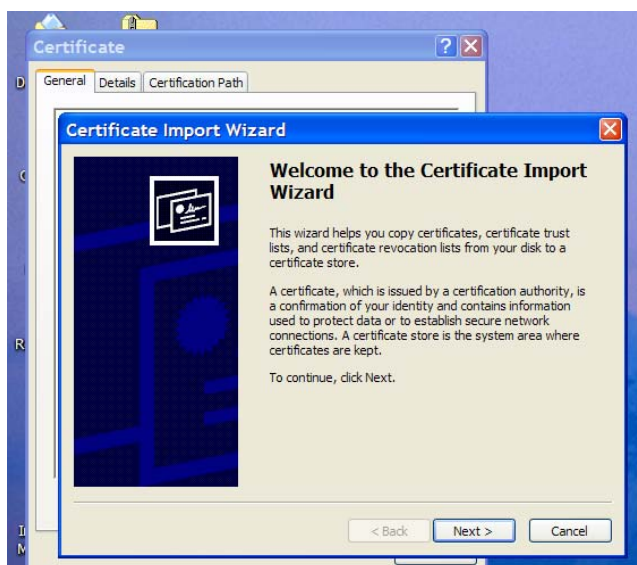 Certificate
General Details Certification Path
Certificate Import Wizard
Welcome to the Certificate Import
Wizard
This wizard helps you copy certificates, certificate trust
lists, and certificate revocation lists from your disk to a
certificate store.
A certificate, which is issued by a certification authority, is
a confirmation of your identity and contains information
used to protect data or to establish secure network
connections. A certificate store is the system area where
certificates are kept.
To continue, click Next.
< Back Next > Cancel